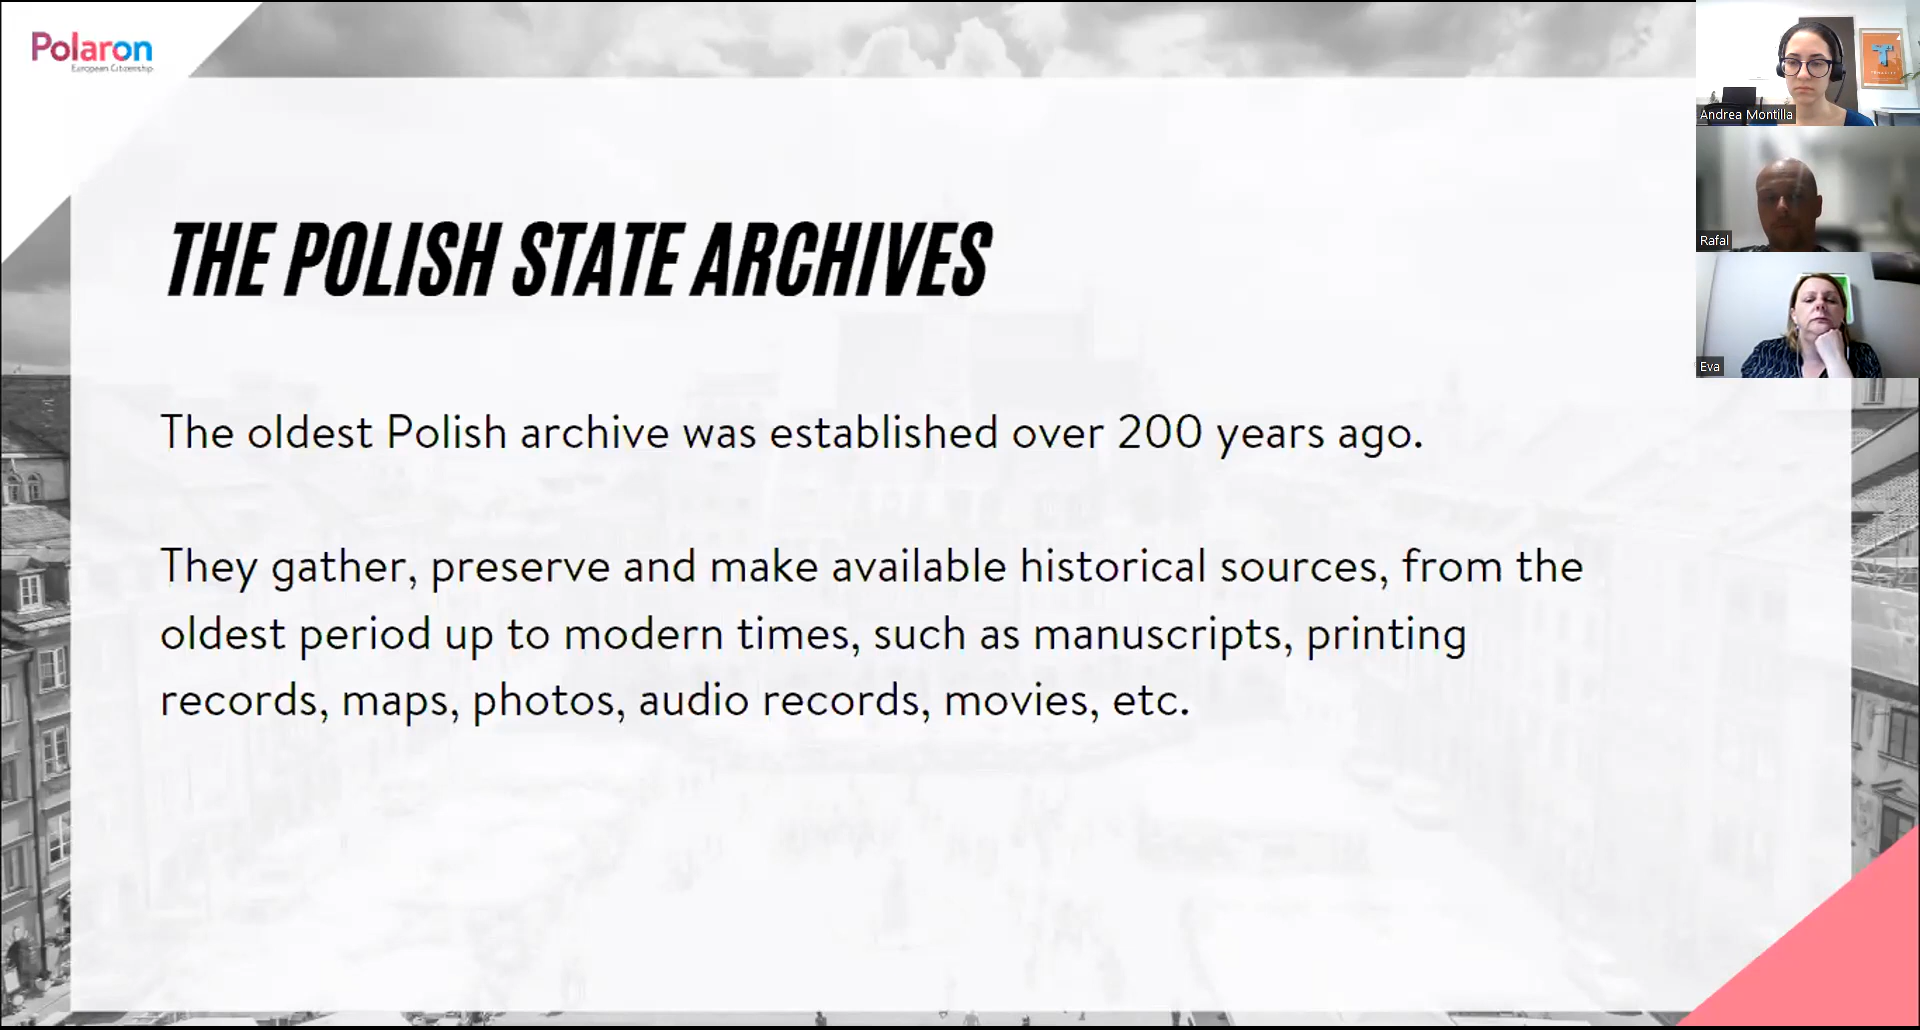 Polaron
European Citizenship
THE POLISH STATE ARCHIVES
The oldest Polish archive was established over 200 years ago.
They gather, preserve and make available historical sources, from the
oldest period up to modern times, such as manuscripts, printing
records, maps, photos, audio records, movies, etc.
Andrea Montilla
Rafal
Eva